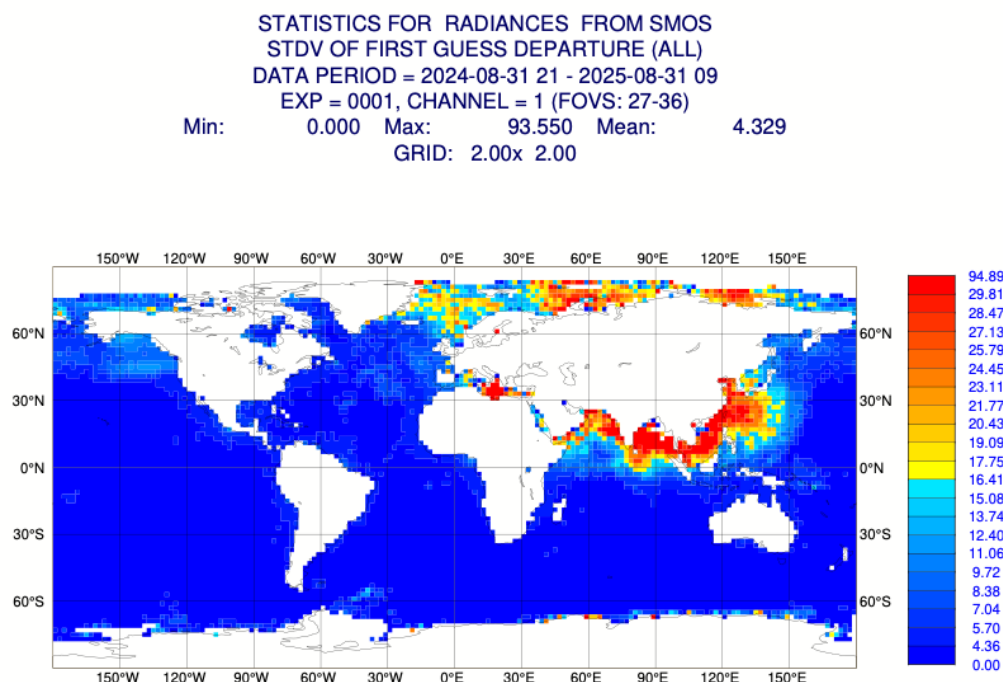 STATISTICS FOR RADIANCES FROM SMOS
STDV OF FIRST GUESS DEPARTURE (ALL)
DATA PERIOD = 2024-08-31 21 - 2025-08-31 09
EXP = 0001, CHANNEL = 1 (FOVS: 27-36)
Min: 0.000 Max: 93.550 Mean: 4.329
GRID: 2.00x 2.00
150°W 120°W 90°W 60°W 30°W 0°E 30°E 60°E 90°E 120°E 150°E
94.89
29.81
28.47
60°N 60°N 27.13
25.79
24.45
30°N 30°N 23.11
21.77
20.43
19.09
0°N 0°N 17.75
16.41
15.08
30°S 30°S 13.74
12.40
11.06
9.72
60°S 60°S 8.38
7.04
5.70
4.36
0.00
150°W 120°W 90°W 60°W 30°W 0°E 30°E 60°E 90°E 120°E 150°E